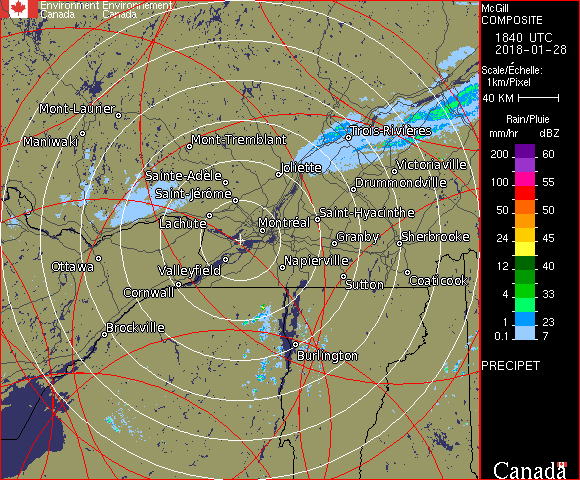 Environment Environnement
Canada Canada
McGill
COMPOSITE
1840 UTC
2018-01-28
Scale/Échelle:
1km/Pixel
40 KM
Rain/Pluie
mm/hr dBZ
200 60
100 55
50 50
24 45
12 40
4 33
1 23
0.1 7
PRECIPET
Canada
Mont-Laurier
Maniwaki
Mont-Tremblant
Trois-Rivières
Joliette
Victoriaville
Sainte-Adèle
Drummondville
Saint-Jérôme
Saint-Hyacinthe
Lachute
Montréal
Granby
Sherbrooke
Ottawa
Valleyfield
Napierville
Cornwall
Sutton
Coaticook
Brockville
Burlington